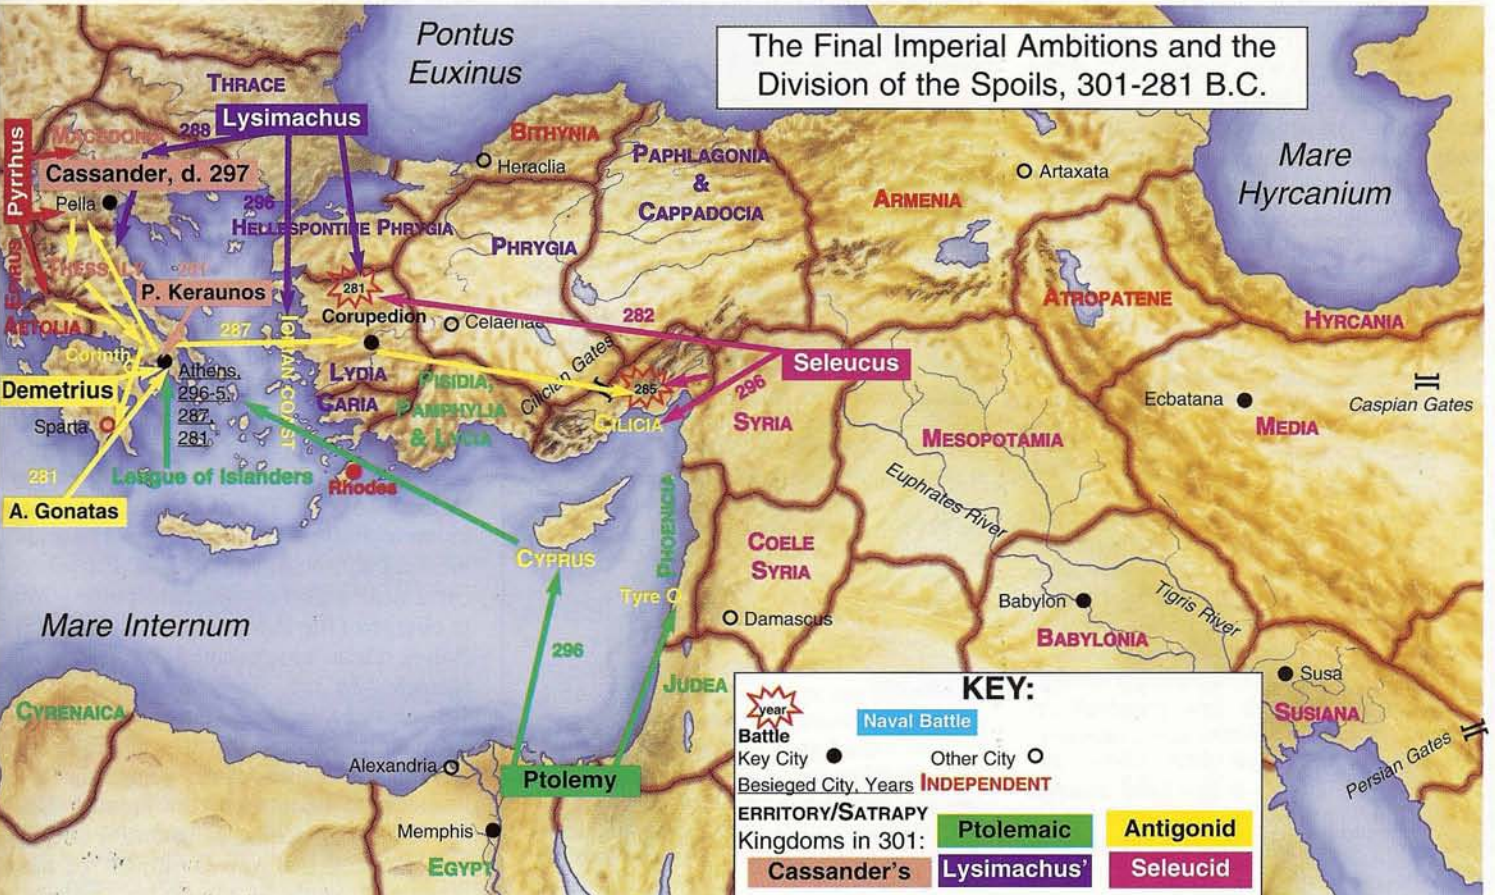 Pontus
Euxinus
The Final Imperial Ambitions and the
Division of the Spoils, 301-281 B.C.
THRACE
Lysimachus
288
MACEDONIA
Pyrrhus
Cassander, d. 297
Pella
296
HELLESPONTINE PHRYGIA
BITHYNIA
Heraclia
PAPHLAGONIA
&
CAPPADOCIA
PHRYGIA
ARMENIA
Artaxata
Mare
Hyrcanium
EPIRUS
THESSALY
281
P. Keraunos
AETOLIA
281
Corupedion
Celaenae
282
ATROPATENE
HYRCANIA
287
IONIAN COAST
Corinth
Demetrius
Athens,
296-5,
287,
281
Sparta
LYDIA
CARIA
PISIDIA,
PAMPHYLIA
& LYCIA
Cilician Gates
285
CILICIA
Seleucus
296
SYRIA
MESOPOTAMIA
Ecbatana
MEDIA
Caspian Gates
281
A. Gonatas
League of Islanders
Rhodes
Euphrates River
CYPRUS
PHOENICIA
COELE
SYRIA
Tyre
Damascus
Babylon
BABYLONIA
Tigris River
Mare Internum
296
JUDEA
Susa
SUSIANA
Persian Gates
CYRENAICA
Alexandria
Ptolemy
Memphis
EGYPT
KEY:
year
Battle
Naval Battle
Key City
Other City
Besieged City, Years
INDEPENDENT
ERRITORY/SATRAPY
Kingdoms in 301:
Ptolemaic
Antigonid
Cassander's
Lysimachus'
Seleucid